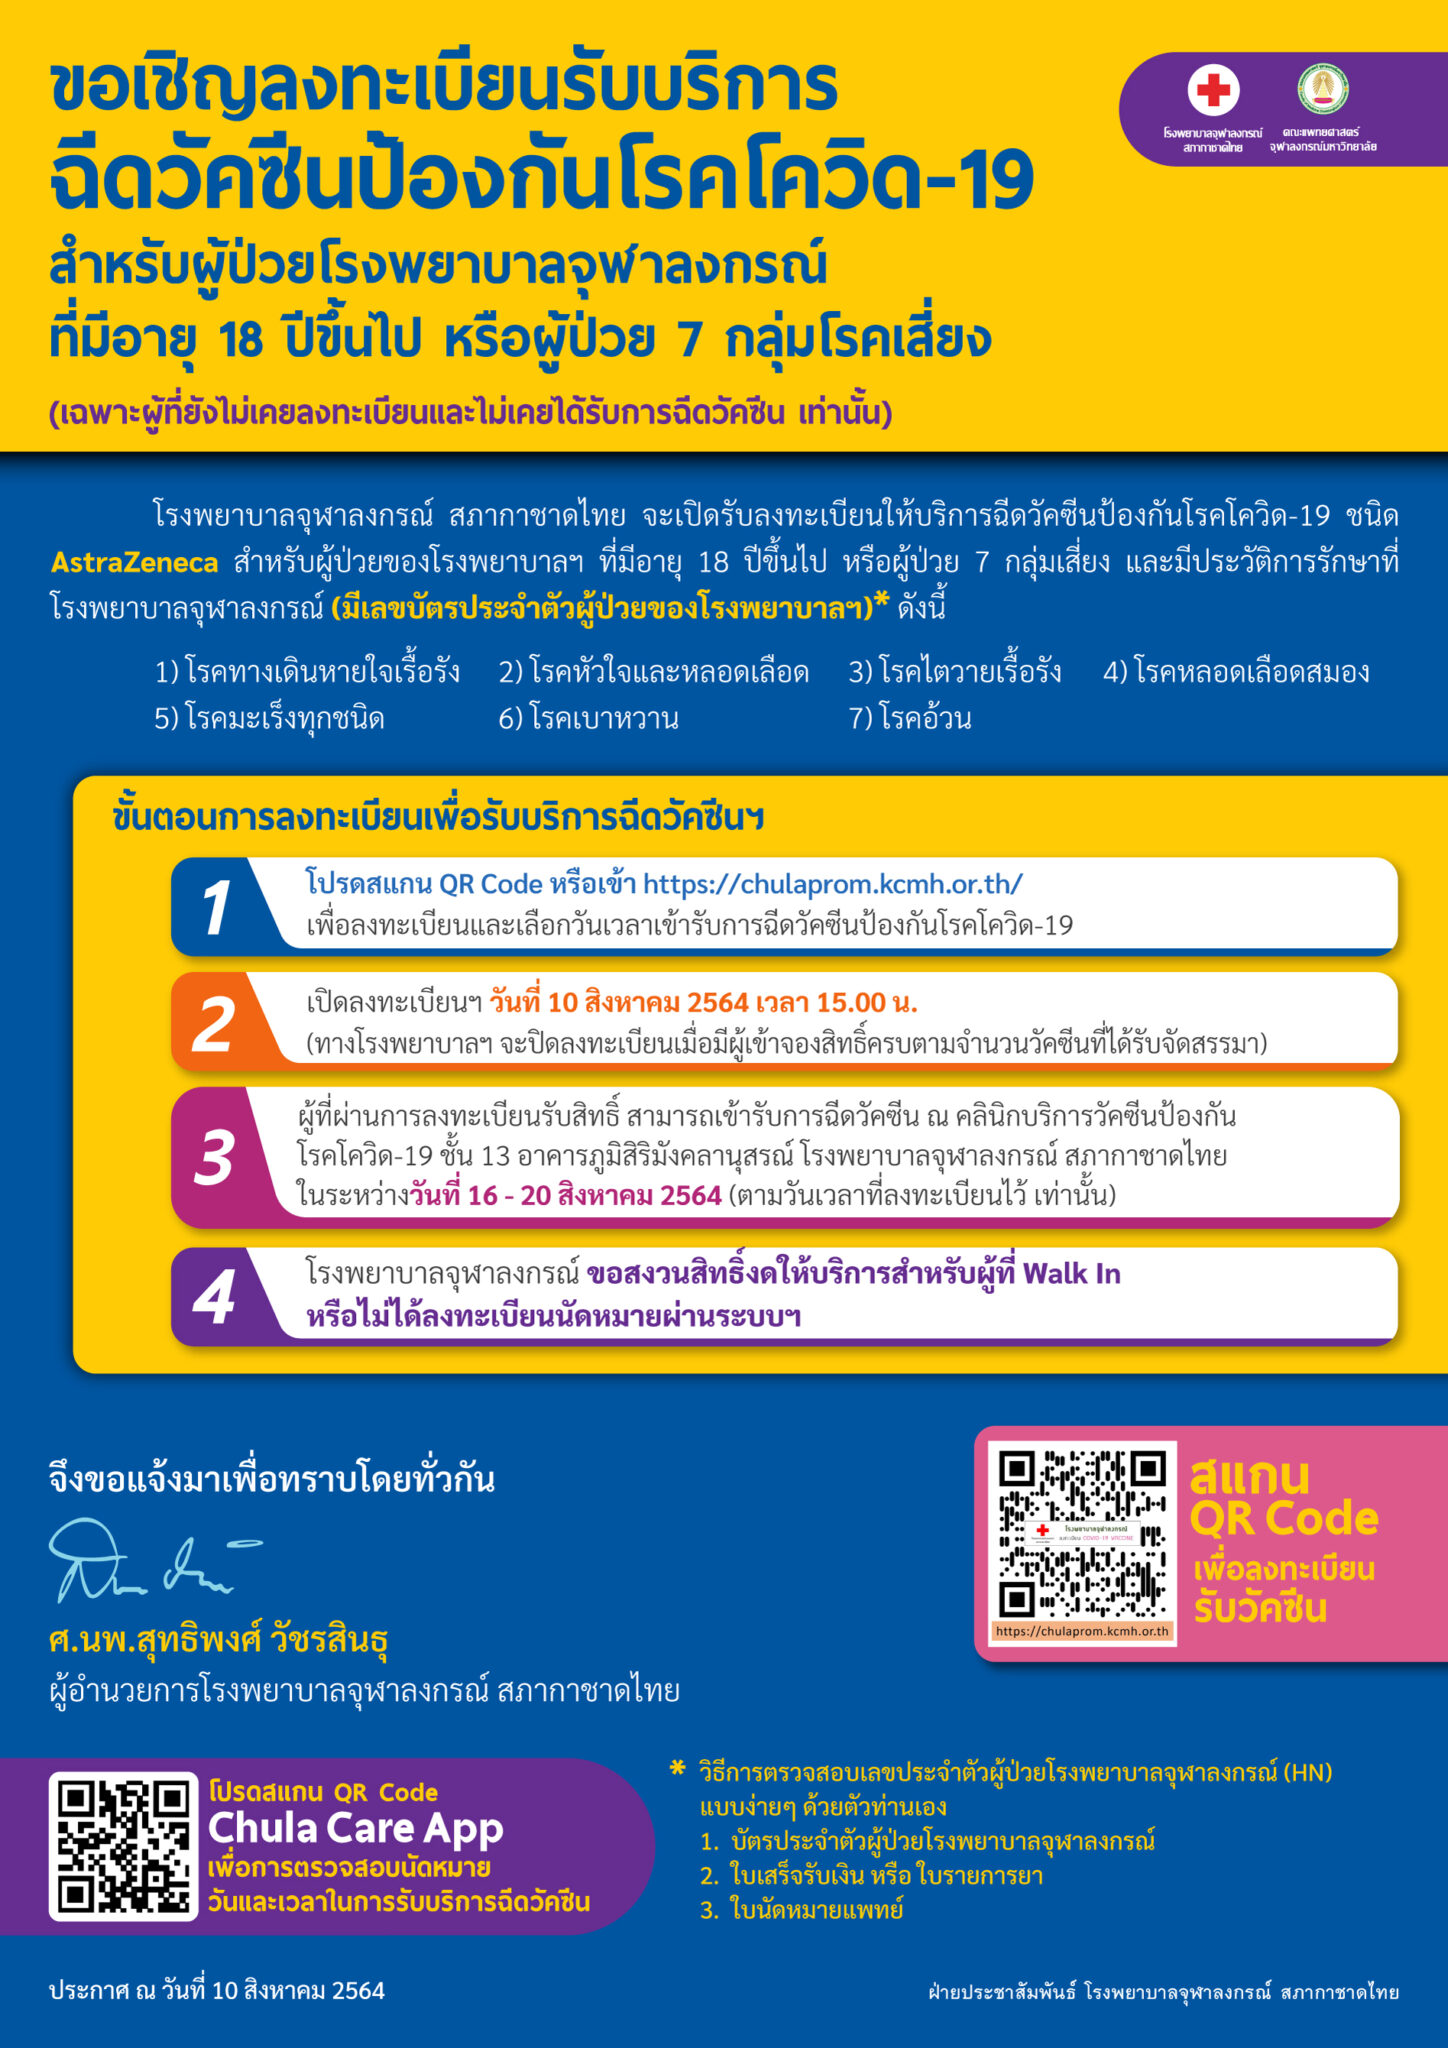 ขอเชิญลงทะเบียนรับบริการ
ฉีดวัคซีนป้องกันโรคโควิด-19
สำหรับผู้ป่วยโรงพยาบาลจุฬาลงกรณ์
ที่มีอายุ 18 ปีขึ้นไป หรือผู้ป่วย 7 กลุ่มโรคเสี่ยง
(เฉพาะผู้ที่ยังไม่เคยลงทะเบียนและไม่เคยได้รับการฉีดวัคซีน เท่านั้น)
โรงพยาบาลจุฬาลงกรณ์ คณะแพทยศาสตร์
สภากาชาดไทย จุฬาลงกรณ์มหาวิทยาลัย
โรงพยาบาลจุฬาลงกรณ์ สภากาชาดไทย จะเปิดรับลงทะเบียนให้บริการฉีดวัคซีนป้องกันโรคโควิด-19 ชนิด
AstraZeneca สำหรับผู้ป่วยของโรงพยาบาลฯ ที่มีอายุ 18 ปีขึ้นไป หรือผู้ป่วย 7 กลุ่มเสี่ยง และมีประวัติการรักษาที่
โรงพยาบาลจุฬาลงกรณ์ (มีเลขบัตรประจำตัวผู้ป่วยของโรงพยาบาลฯ)* ดังนี้
1) โรคทางเดินหายใจเรื้อรัง 2) โรคหัวใจและหลอดเลือด 3) โรคไตวายเรื้อรัง 4) โรคหลอดเลือดสมอง
5) โรคมะเร็งทุกชนิด 6) โรคเบาหวาน 7) โรคอ้วน
ขั้นตอนการลงทะเบียนเพื่อรับบริการฉีดวัคซีนฯ
1
โปรดสแกน QR Code หรือเข้า https://chulaprom.kcmh.or.th/
เพื่อลงทะเบียนและเลือกวันเวลาเข้ารับการฉีดวัคซีนป้องกันโรคโควิด-19
2
เปิดลงทะเบียนฯ วันที่ 10 สิงหาคม 2564 เวลา 15.00 น.
(ทางโรงพยาบาลฯ จะปิดลงทะเบียนเมื่อมีผู้เข้าจองสิทธิ์ครบตามจำนวนวัคซีนที่ได้รับจัดสรรมา)
3
ผู้ที่ผ่านการลงทะเบียนรับสิทธิ์ สามารถเข้ารับการฉีดวัคซีน ณ คลินิกบริการวัคซีนป้องกัน
โรคโควิด-19 ชั้น 13 อาคารภูมิสิริมังคลานุสรณ์ โรงพยาบาลจุฬาลงกรณ์ สภากาชาดไทย
ในระหว่างวันที่ 16 - 20 สิงหาคม 2564 (ตามวันเวลาที่ลงทะเบียนไว้ เท่านั้น)
4
โรงพยาบาลจุฬาลงกรณ์ ขอสงวนสิทธิ์งดให้บริการสำหรับผู้ที่ Walk In
หรือไม่ได้ลงทะเบียนนัดหมายผ่านระบบฯ
จึงขอแจ้งมาเพื่อทราบโดยทั่วกัน
ศ.นพ.สุทธิพงศ์ วัชรสินธุ
ผู้อำนวยการโรงพยาบาลจุฬาลงกรณ์ สภากาชาดไทย
โรงพยาบาลจุฬาลงกรณ์
COVID-19 VACCINE
https://chulaprom.kcmh.or.th
สแกน
QR Code
เพื่อลงทะเบียน
รับวัคซีน
โปรดสแกน QR Code
Chula Care App
เพื่อการตรวจสอบนัดหมาย
วันและเวลาในการรับบริการฉีดวัคซีน
* วิธีการตรวจสอบเลขประจำตัวผู้ป่วยโรงพยาบาลจุฬาลงกรณ์ (HN)
แบบง่ายๆ ด้วยตัวท่านเอง
1. บัตรประจำตัวผู้ป่วยโรงพยาบาลจุฬาลงกรณ์
2. ใบเสร็จรับเงิน หรือ ใบรายการยา
3. ใบนัดหมายแพทย์
ประกาศ ณ วันที่ 10 สิงหาคม 2564
ฝ่ายประชาสัมพันธ์ โรงพยาบาลจุฬาลงกรณ์ สภากาชาดไทย